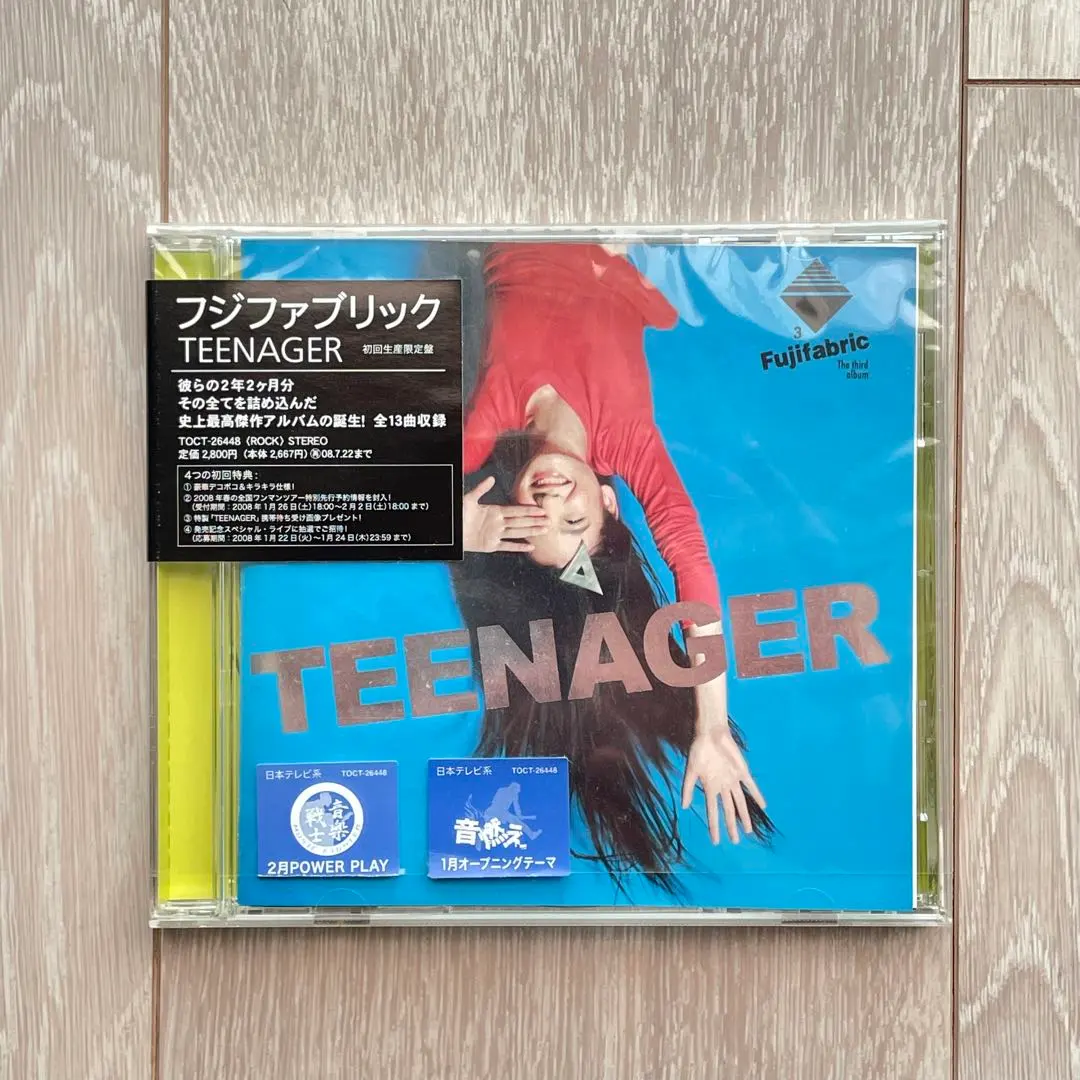 フジファブリック
TEENAGER 初回生産限定盤
彼らの2年2ヶ月分
その全てを詰め込んだ
史上最高傑作アルバムの誕生! 全13曲収録
TOCT-26448 〈ROCK〉 STEREO
定価 2,800円 (本体 2,667円) Ⓡ08.7.22まで
4つの初回特典:
① 豪華デコボコ&キラキラ仕様!
② 2008年春の全国ワンマンツアー特別先行予約情報を封入!
(受付期間:2008年1月26日(土)18:00〜2月2日(土)18:00まで)
③ 特製「TEENAGER」携帯待ち受け画像プレゼント!
④ 発売記念スペシャル・ライブに抽選でご招待!
(応募期間:2008年1月22日(火)〜1月24日(木)23:59まで)
3
Fujifabric
The third
album
TEENAGER
日本テレビ系 TOCT-26448
音樂
戦士
2月POWER PLAY
日本テレビ系 TOCT-26448
音燃え
1月オープニングテーマ